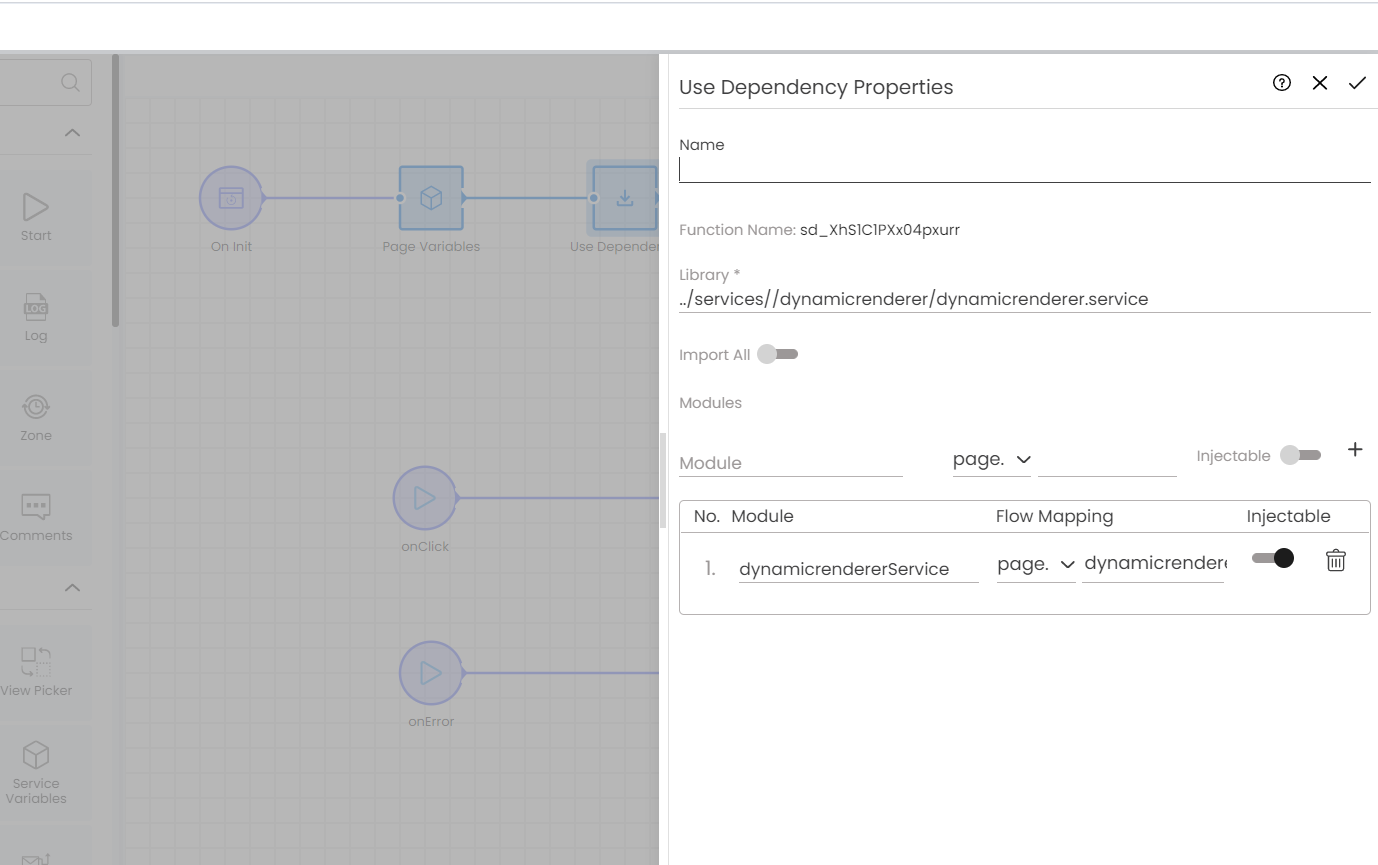 Use Dependency Properties
Name
Function Name: sd_XhS1C1PXx04pxurr
Library *
../services//dynamicrenderer/dynamicrenderer.service
Import All
Modules
Module
page.
Injectable
No. Module Flow Mapping Injectable
1. dynamicrendererService page. dynamicrendere
On Init
Page Variables
Use Depender
onClick
onError
Start
LOG
Log
Zone
Comments
View Picker
Service
Variables